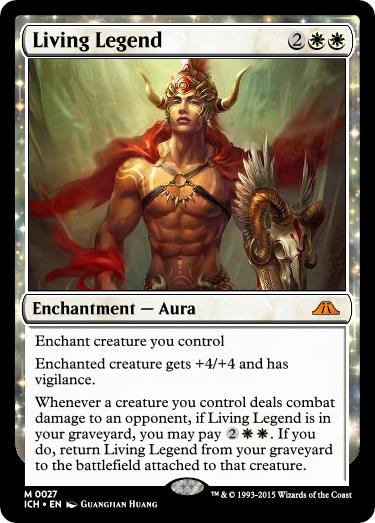 Living Legend 2
Enchantment — Aura
Enchant creature you control
Enchanted creature gets +4/+4 and has
vigilance.
Whenever a creature you control deals combat
damage to an opponent, if Living Legend is in
your graveyard, you may pay 2. If you
do, return Living Legend from your graveyard
to the battlefield attached to that creature.
M 0027
ICH • EN Guanghan Huang
™ & © 1993-2015 Wizards of the Coast